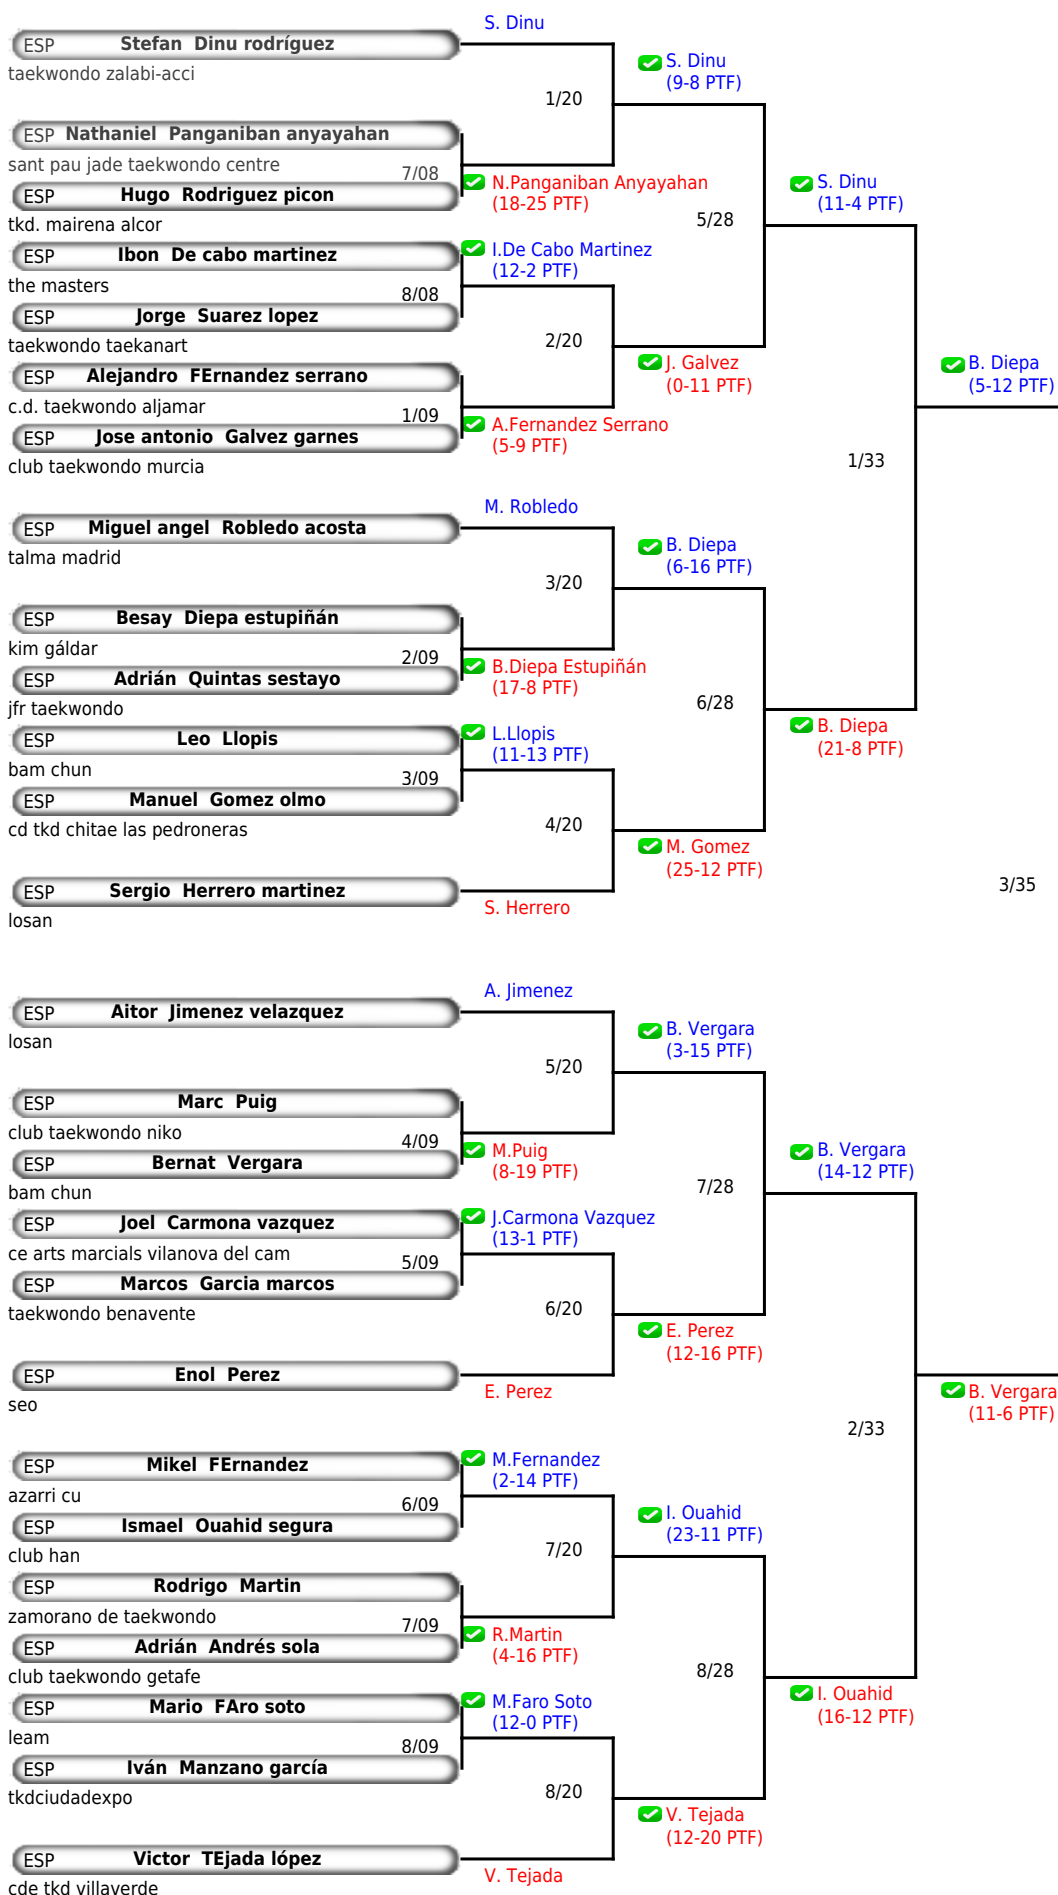 S. Dinu
ESP Stefan Dinu rodríguez
taekwondo zalabi-acci
S. Dinu
(9-8 PTF)
1/20
ESP Nathaniel Panganiban anyayahan
sant pau jade taekwondo centre
7/08
N.Panganiban Anyayahan
(18-25 PTF)
ESP Hugo Rodriguez picon
tkd. mairena alcor
S. Dinu
(11-4 PTF)
5/28
ESP Ibon De cabo martinez
the masters
I.De Cabo Martinez
(12-2 PTF)
8/08
ESP Jorge Suarez lopez
taekwondo taekanart
2/20
J. Galvez
(0-11 PTF)
B. Diepa
(5-12 PTF)
ESP Alejandro FErnandez serrano
c.d. taekwondo aljamar
1/09
A.Fernandez Serrano
(5-9 PTF)
ESP Jose antonio Galvez garnes
club taekwondo murcia
1/33
M. Robledo
ESP Miguel angel Robledo acosta
talma madrid
B. Diepa
(6-16 PTF)
3/20
ESP Besay Diepa estupiñán
kim gáldar
2/09
B.Diepa Estupiñán
(17-8 PTF)
ESP Adrián Quintas sestayo
jfr taekwondo
6/28
B. Diepa
(21-8 PTF)
ESP Leo Llopis
bam chun
L.Llopis
(11-13 PTF)
3/09
ESP Manuel Gomez olmo
cd tkd chitae las pedroneras
4/20
M. Gomez
(25-12 PTF)
ESP Sergio Herrero martinez
losan
S. Herrero
3/35
A. Jimenez
ESP Aitor Jimenez velazquez
losan
B. Vergara
(3-15 PTF)
5/20
ESP Marc Puig
club taekwondo niko
4/09
M.Puig
(8-19 PTF)
ESP Bernat Vergara
bam chun
B. Vergara
(14-12 PTF)
7/28
ESP Joel Carmona vazquez
ce arts marcials vilanova del cam
J.Carmona Vazquez
(13-1 PTF)
5/09
ESP Marcos Garcia marcos
taekwondo benavente
6/20
E. Perez
(12-16 PTF)
ESP Enol Perez
seo
E. Perez
B. Vergara
(11-6 PTF)
2/33
ESP Mikel FErnandez
azarri cu
M.Fernandez
(2-14 PTF)
6/09
ESP Ismael Ouahid segura
club han
I. Ouahid
(23-11 PTF)
7/20
ESP Rodrigo Martin
zamorano de taekwondo
7/09
R.Martin
(4-16 PTF)
ESP Adrián Andrés sola
club taekwondo getafe
8/28
I. Ouahid
(16-12 PTF)
ESP Mario FAro soto
leam
M.Faro Soto
(12-0 PTF)
8/09
ESP Iván Manzano garcía
tkdciudadexpo
8/20
V. Tejada
(12-20 PTF)
ESP Victor TEjada lópez
cde tkd villaverde
V. Tejada